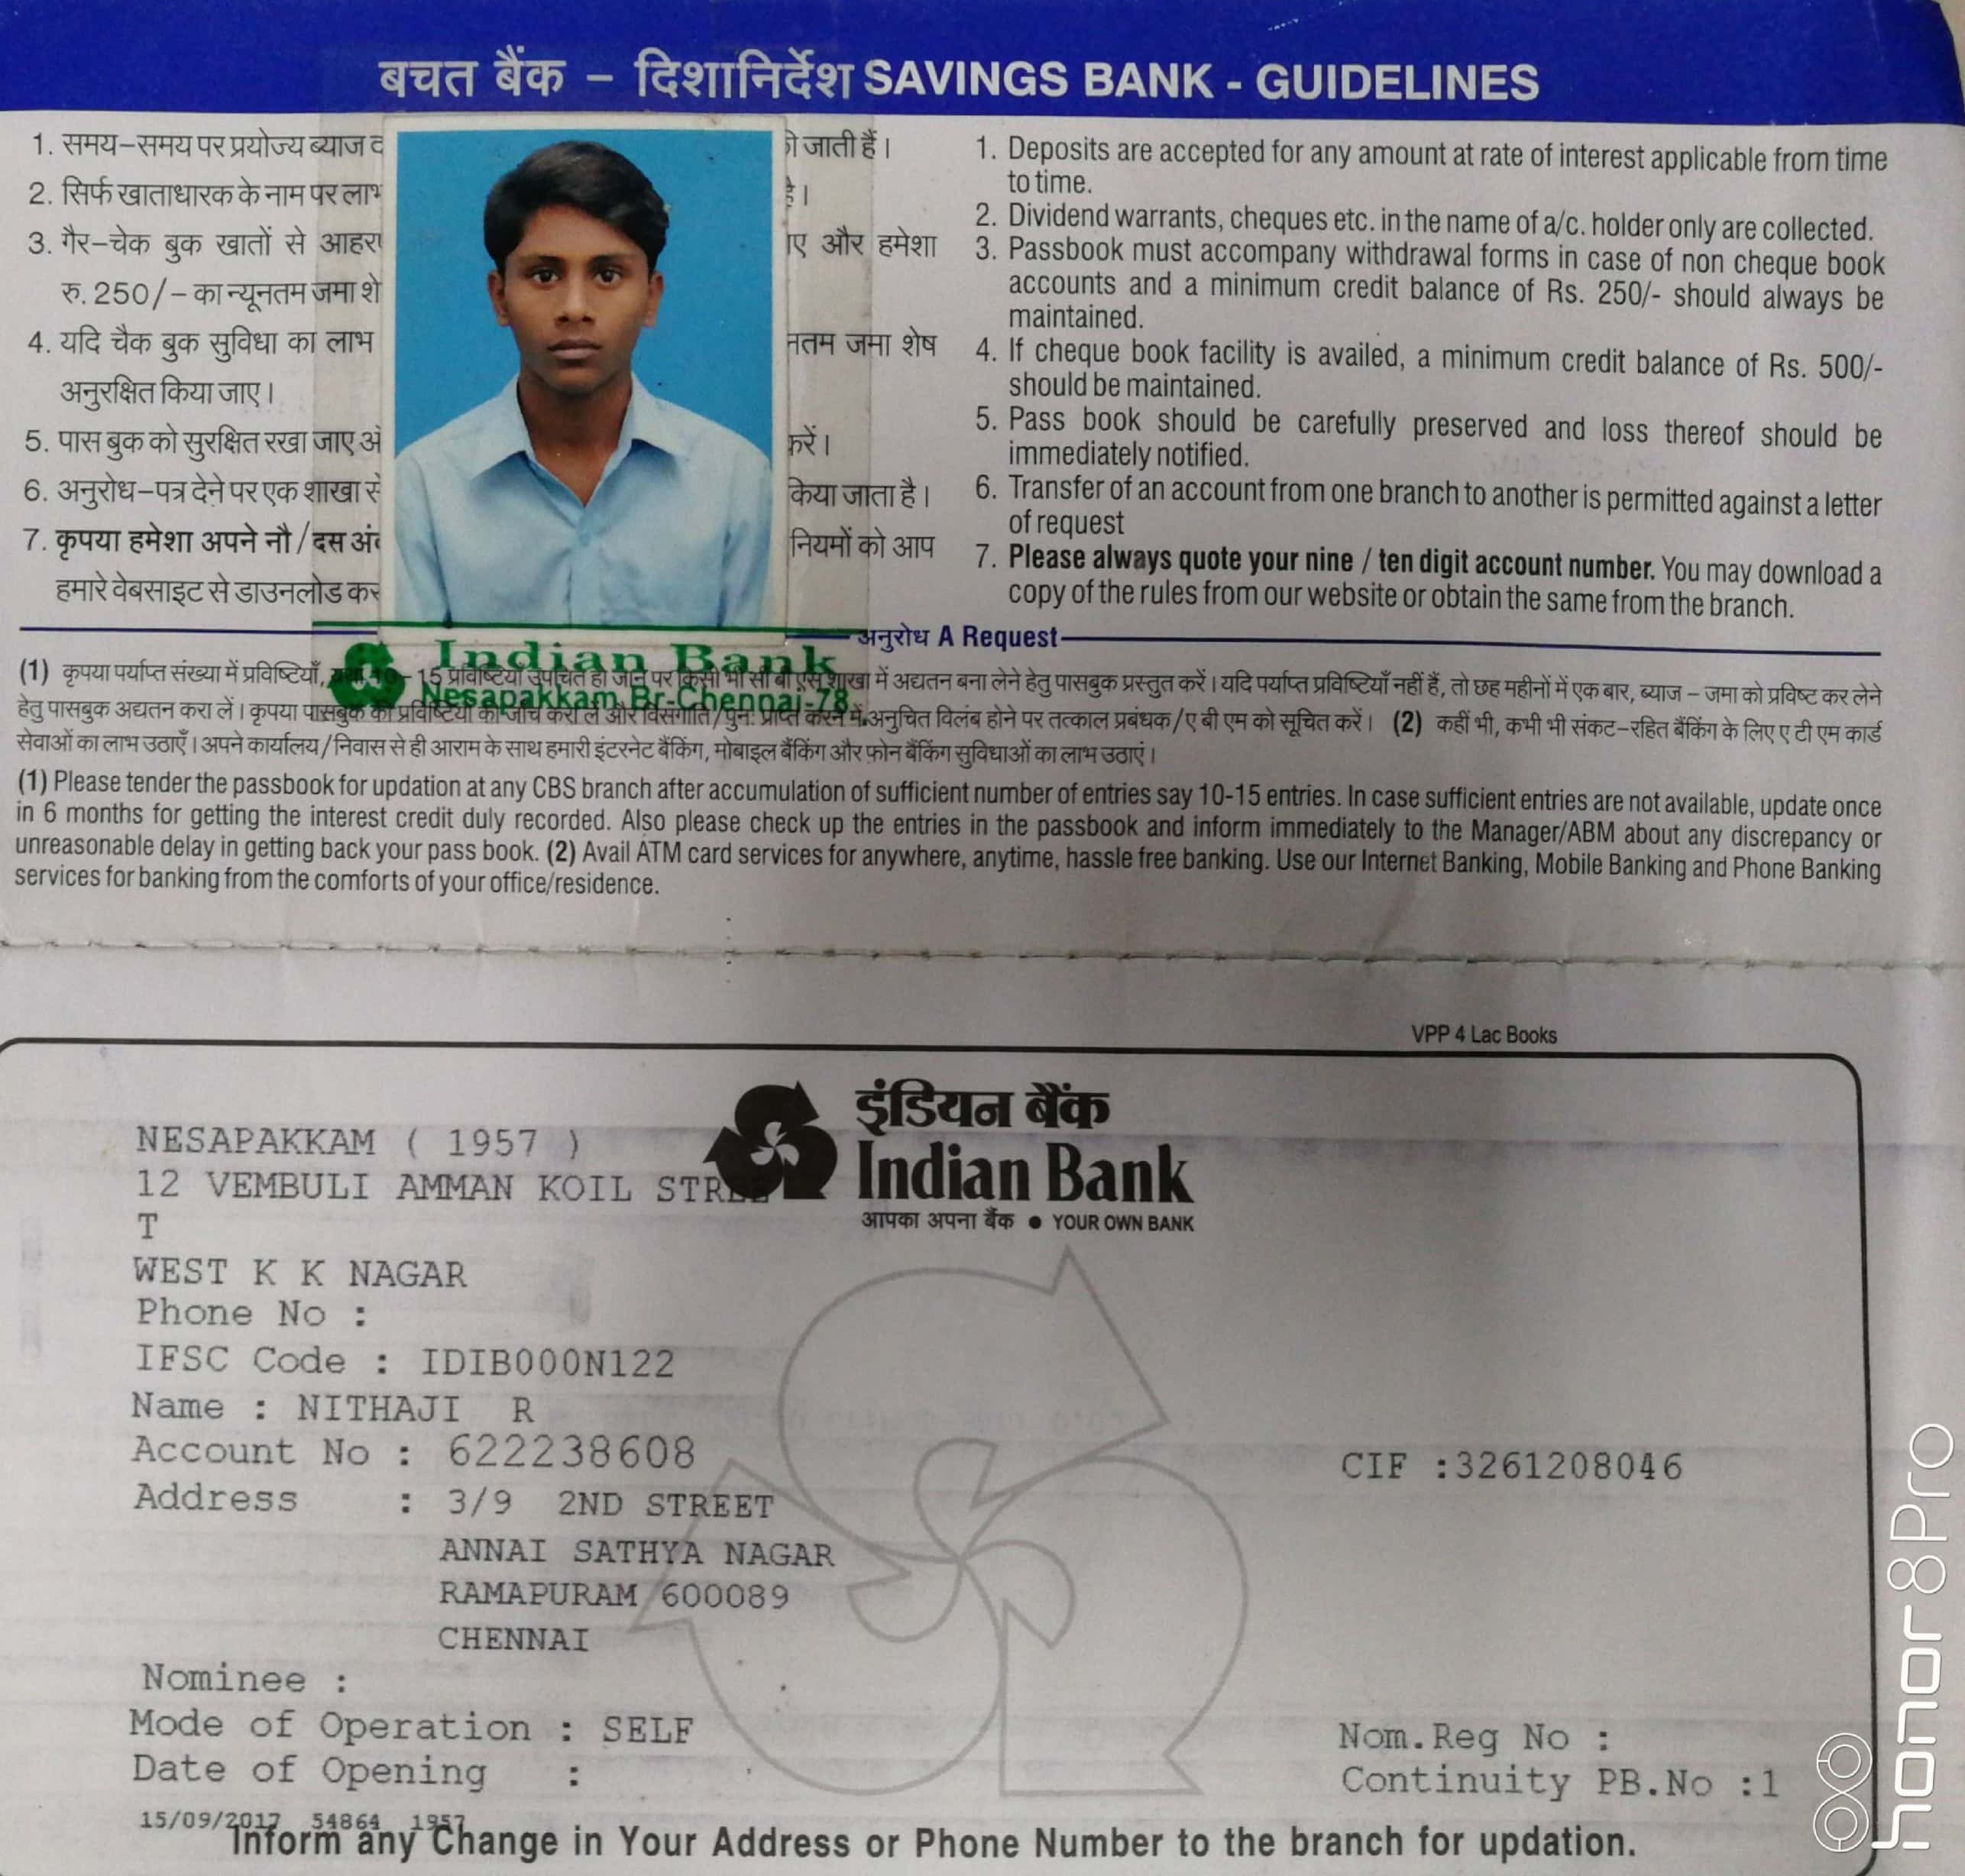 बचत बैंक – दिशानिर्देश SAVINGS BANK - GUIDELINES
1. समय–समय पर प्रयोज्य ब्याज
ी जाती हैं।
2. सिर्फ खाताधारक के नाम पर
है।
3. गैर–चेक बुक खातों से
और हमेशा
रु. 250/– का न्यूनतम जमा
4. यदि चैक बुक सुविधा का लाभ
जमा शेष
अनुरक्षित किया जाए।
5. पास बुक को सुरक्षित रखा जाए
करें।
6. अनुरोध–पत्र देने पर एक शाखा
किया जाता है।
7. कृपया हमेशा अपने नौ/दस
नियमों को आप
हमारे वेबसाइट से डाउनलोड
1. Deposits are accepted for any amount at rate of interest applicable from time
to time.
2. Dividend warrants, cheques etc. in the name of a/c. holder only are collected.
3. Passbook must accompany withdrawal forms in case of non cheque book
accounts and a minimum credit balance of Rs. 250/- should always be
maintained.
4. If cheque book facility is availed, a minimum credit balance of Rs. 500/-
should be maintained.
5. Pass book should be carefully preserved and loss thereof should be
immediately notified.
6. Transfer of an account from one branch to another is permitted against a letter
of request
7. Please always quote your nine / ten digit account number. You may download a
copy of the rules from our website or obtain the same from the branch.
अनुरोध A Request
Indian Bank
Nesapakkam Br-Chennai-78.
(1) कृपया पर्याप्त संख्या में प्रविष्टियाँ, 10–15 प्रविष्टियाँ उपचित हो जाने पर किसी भी सी बी एस शाखा में अद्यतन बना लेने हेतु पासबुक प्रस्तुत करें। यदि पर्याप्त प्रविष्टियाँ नहीं हैं, तो छह महीनों में एक बार, ब्याज – जमा को प्रविष्ट कर लेने
हेतु पासबुक अद्यतन करा लें। कृपया पासबुक की प्रविष्टियों की जाँच करा लें और विसंगति/पुनः प्राप्त करने में अनुचित विलंब होने पर तत्काल प्रबंधक/ए बी एम को सूचित करें। (2) कहीं भी, कभी भी संकट–रहित बैंकिंग के लिए ए टी एम कार्ड
सेवाओं का लाभ उठाएँ। अपने कार्यालय/निवास से ही आराम के साथ हमारी इंटरनेट बैंकिंग, मोबाइल बैंकिंग और फ़ोन बैंकिंग सुविधाओं का लाभ उठाएं।
(1) Please tender the passbook for updation at any CBS branch after accumulation of sufficient number of entries say 10-15 entries. In case sufficient entries are not available, update once
in 6 months for getting the interest credit duly recorded. Also please check up the entries in the passbook and inform immediately to the Manager/ABM about any discrepancy or
unreasonable delay in getting back your pass book. (2) Avail ATM card services for anywhere, anytime, hassle free banking. Use our Internet Banking, Mobile Banking and Phone Banking
services for banking from the comforts of your office/residence.
VPP 4 Lac Books
इंडियन बैंक
Indian Bank
आपका अपना बैंक ● YOUR OWN BANK
NESAPAKKAM ( 1957 )
12 VEMBULI AMMAN KOIL STREE
T
WEST K K NAGAR
Phone No :
IFSC Code : IDIB000N122
Name : NITHAJI R
Account No : 622238608
CIF :3261208046
Address : 3/9 2ND STREET
ANNAI SATHYA NAGAR
RAMAPURAM 600089
CHENNAI
Nominee :
Mode of Operation : SELF
Nom.Reg No :
Date of Opening :
Continuity PB.No :1
15/09/2017 54864 1957
Inform any Change in Your Address or Phone Number to the branch for updation.
honor 8 Pro